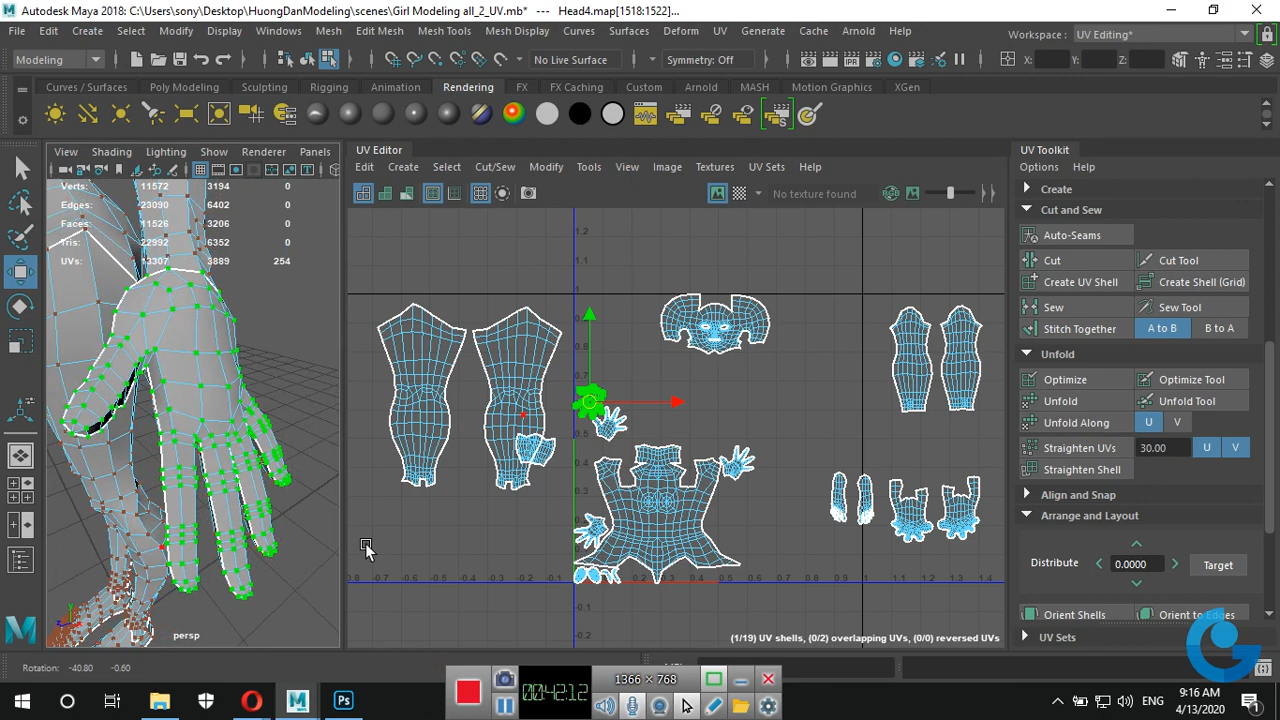 Autodesk Maya 2018: C:\Users\sony\Desktop\HuongDanModeling\scenes\Girl Modeling all_2_UV.mb* --- Head4.map[1518:1522]...
File Edit Create Select Modify Display Windows Mesh Edit Mesh Mesh Tools Mesh Display Curves Surfaces Deform UV Generate Cache Arnold Help Workspace : UV Editing*
Modeling No Live Surface Symmetry: Off X: Y: Z:
Curves / Surfaces Poly Modeling Sculpting Rigging Animation Rendering FX FX Caching Custom Arnold Bifrost MASH Motion Graphics XGen
View Shading Lighting Show Renderer Panels
Verts: 11572 3194 0
Edges: 23090 6402 0
Faces: 11526 3206 0
Tris: 22992 6352 0
UVs: 13307 3889 254
persp
UV Editor
Edit Create Select Cut/Sew Modify Tools View Image Textures UV Sets Help
No texture found
(1/19) UV shells, (0/2) overlapping UVs, (0/0) reversed UVs
UV Toolkit
Options Help
Create
Cut and Sew
Auto-Seams
Cut Cut Tool
Create UV Shell Create Shell (Grid)
Sew Sew Tool
Stitch Together A to B B to A
Unfold
Optimize Optimize Tool
Unfold Unfold Tool
Unfold Along U V
Straighten UVs 30.00 U V
Straighten Shell
Align and Snap
Arrange and Layout
Distribute 0.0000 Target
Orient Shells Orient to Edges
UV Sets
Rotation: -40.80 -0.60
1366 × 768
00:42:12
ENG
9:16 AM
4/13/2020